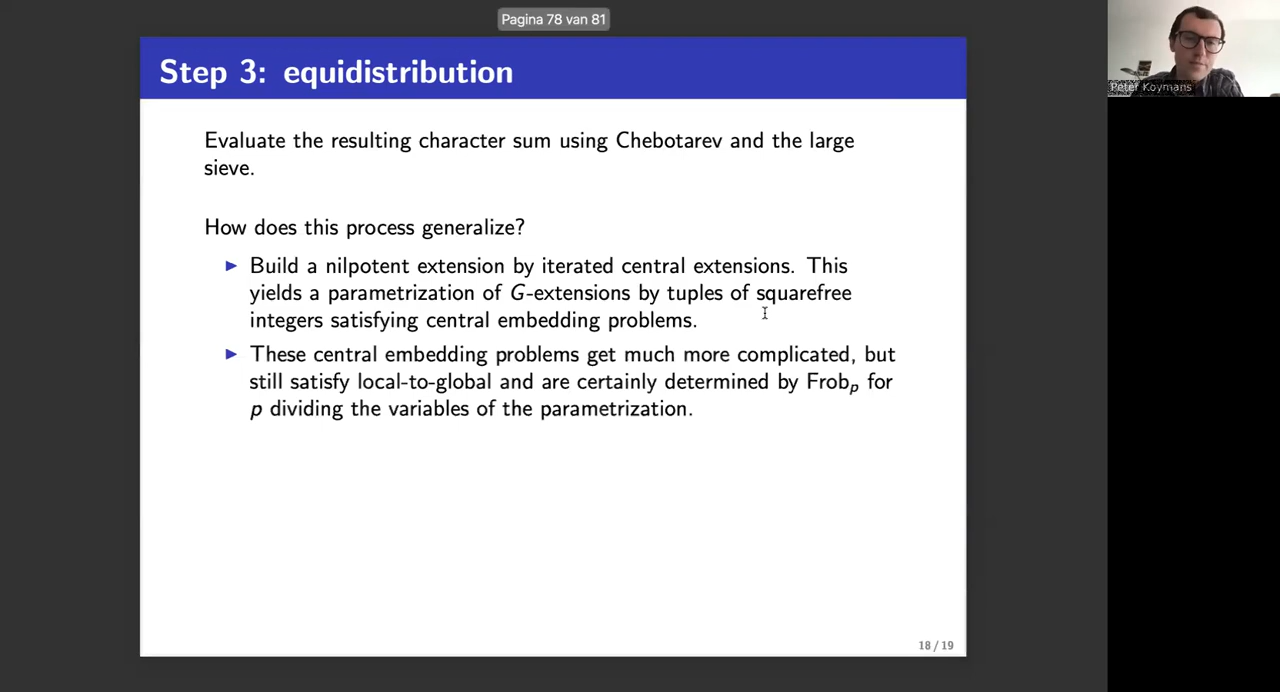 Pagina 78 van 81
Step 3: equidistribution
Peter Koymans
Evaluate the resulting character sum using Chebotarev and the large
sieve.
How does this process generalize?
▶ Build a nilpotent extension by iterated central extensions. This
yields a parametrization of G-extensions by tuples of squarefree
integers satisfying central embedding problems.
▶ These central embedding problems get much more complicated, but
still satisfy local-to-global and are certainly determined by Frobₚ for
p dividing the variables of the parametrization.
18 / 19